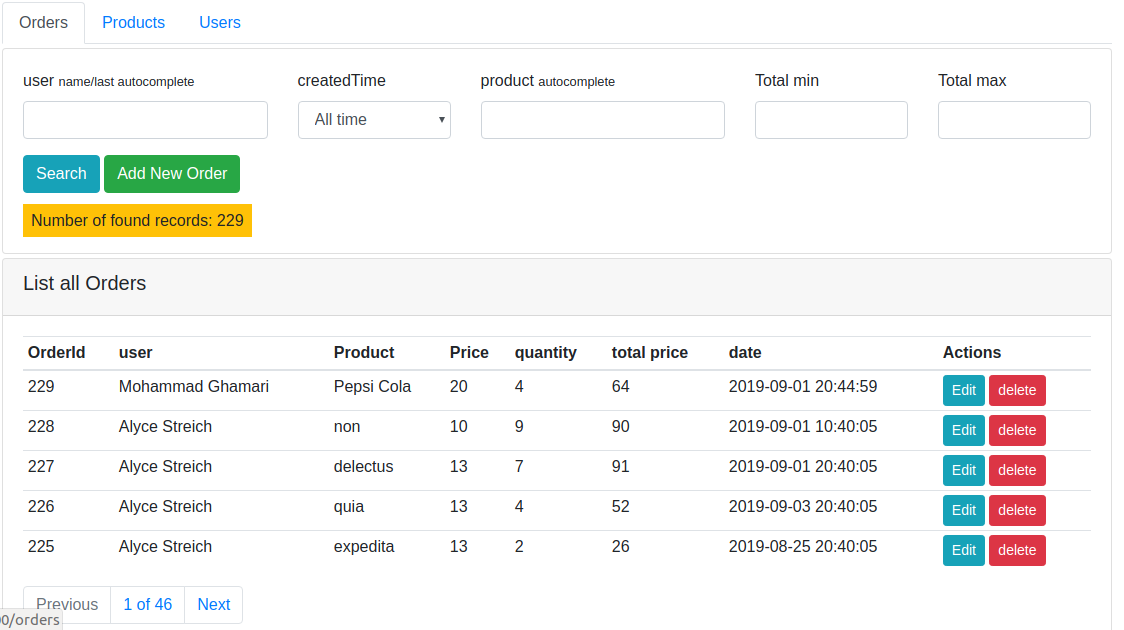 Orders Products Users
user name/last autocomplete createdTime product autocomplete Total min Total max
All time
Search Add New Order
Number of found records: 229
List all Orders
OrderId user Product Price quantity total price date Actions
229 Mohammad Ghamari Pepsi Cola 20 4 64 2019-09-01 20:44:59 Edit delete
228 Alyce Streich non 10 9 90 2019-09-01 10:40:05 Edit delete
227 Alyce Streich delectus 13 7 91 2019-09-01 20:40:05 Edit delete
226 Alyce Streich quia 13 4 52 2019-09-03 20:40:05 Edit delete
225 Alyce Streich expedita 13 2 26 2019-08-25 20:40:05 Edit delete
Previous 1 of 46 Next
0/orders